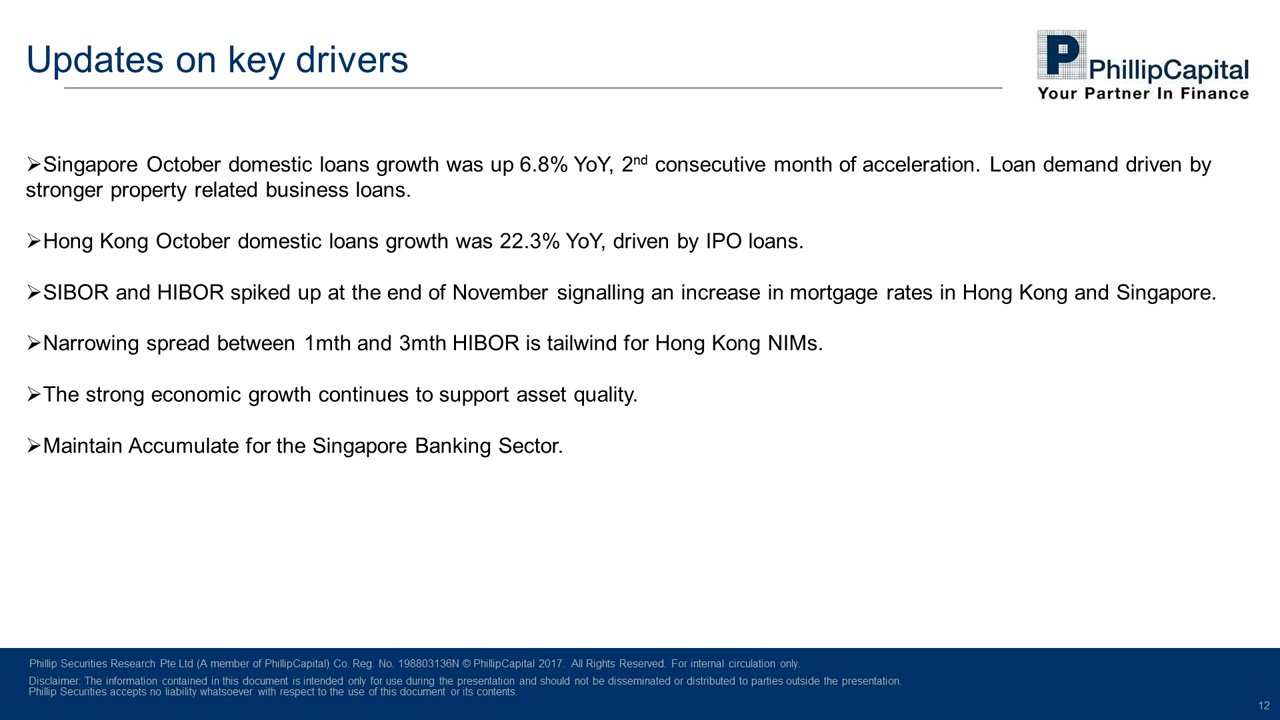 Updates on key drivers
P
PhillipCapital
Your Partner In Finance
➢Singapore October domestic loans growth was up 6.8% YoY, 2nd consecutive month of acceleration. Loan demand driven by
stronger property related business loans.
➢Hong Kong October domestic loans growth was 22.3% YoY, driven by IPO loans.
➢SIBOR and HIBOR spiked up at the end of November signalling an increase in mortgage rates in Hong Kong and Singapore.
➢Narrowing spread between 1mth and 3mth HIBOR is tailwind for Hong Kong NIMs.
➢The strong economic growth continues to support asset quality.
➢Maintain Accumulate for the Singapore Banking Sector.
Phillip Securities Research Pte Ltd (A member of PhillipCapital) Co. Reg. No. 198803136N © PhillipCapital 2017. All Rights Reserved. For internal circulation only.
Disclaimer: The information contained in this document is intended only for use during the presentation and should not be disseminated or distributed to parties outside the presentation.
Phillip Securities accepts no liability whatsoever with respect to the use of this document or its contents.
12